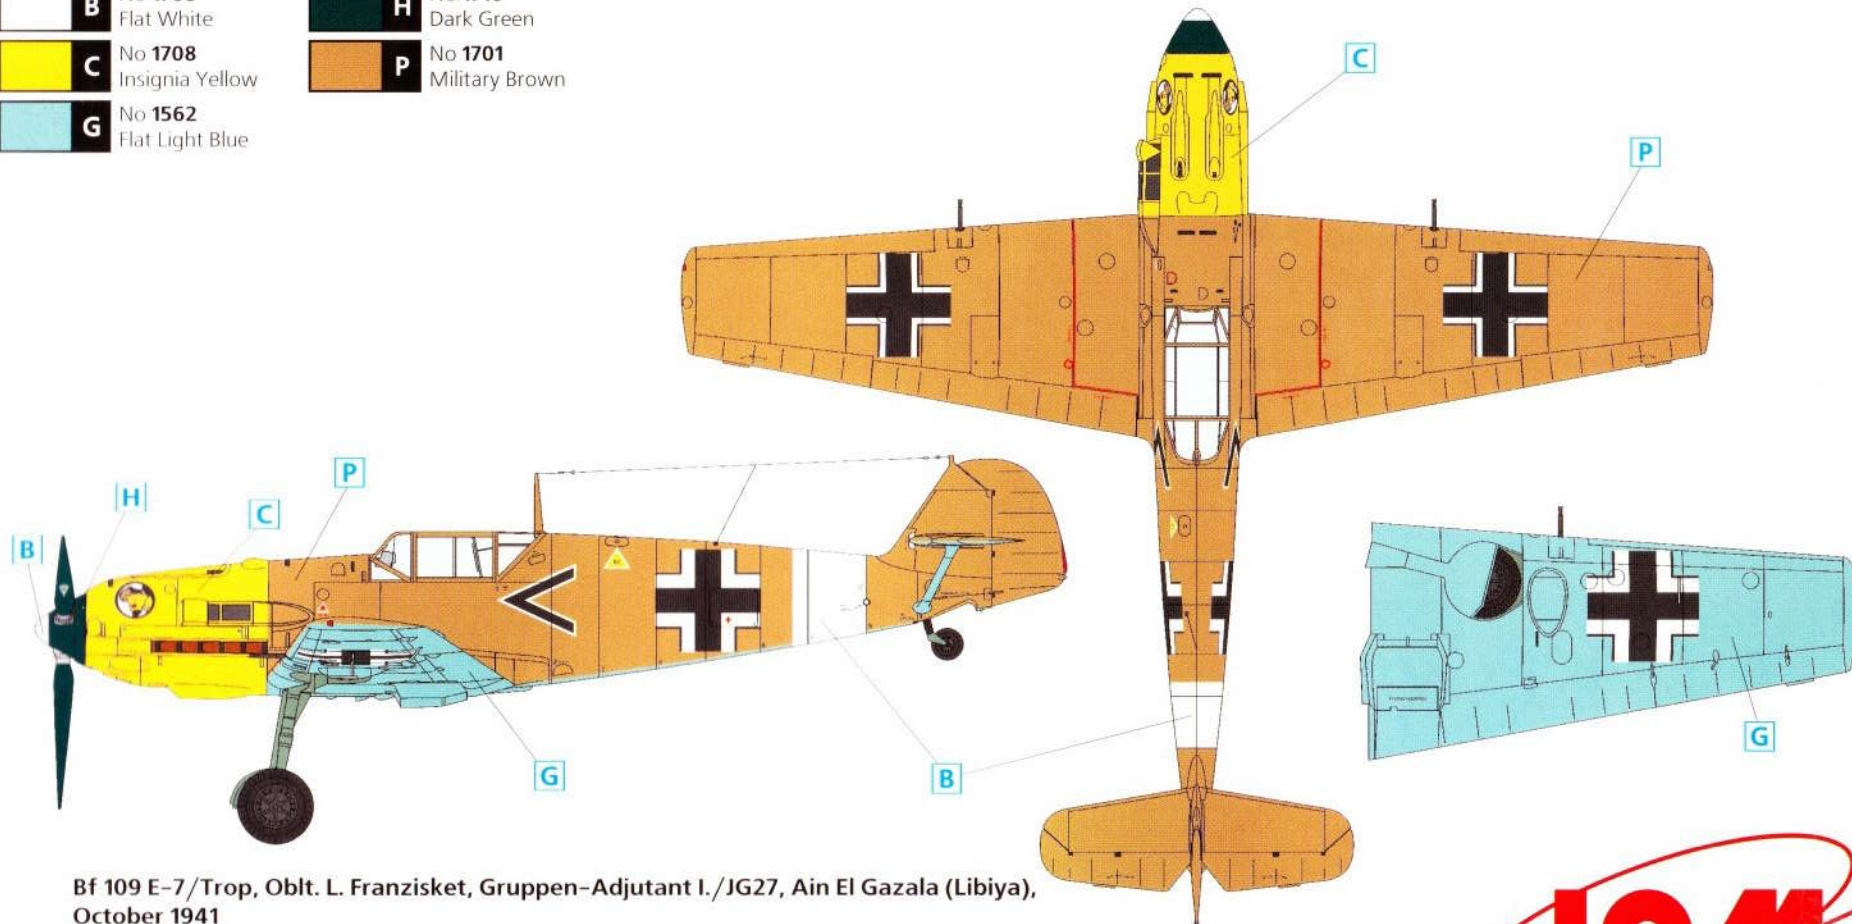 B
Flat White
H
Dark Green
C
No 1708
Insignia Yellow
P
No 1701
Military Brown
G
No 1562
Flat Light Blue
C
P
P
H
C
B
G
B
G
Bf 109 E-7/Trop, Oblt. L. Franzisket, Gruppen-Adjutant I./JG27, Ain El Gazala (Libiya),
October 1941